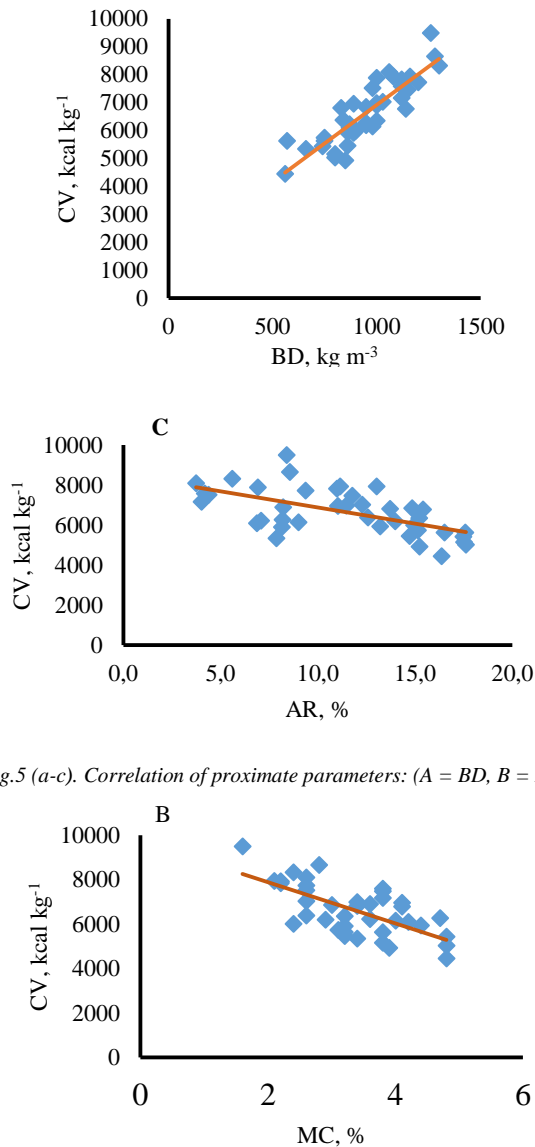 10000
9000
8000
7000
6000
5000
4000
3000
2000
1000
0
CV, kcal kg-1
0 500 1000 1500
BD, kg m-3
C
10000
8000
6000
4000
2000
0
CV, kcal kg-1
0,0 5,0 10,0 15,0 20,0
AR, %
g.5 (a-c). Correlation of proximate parameters: (A = BD, B =
B
10000
8000
6000
4000
2000
0
CV, kcal kg-1
0 2 4 6
MC, %